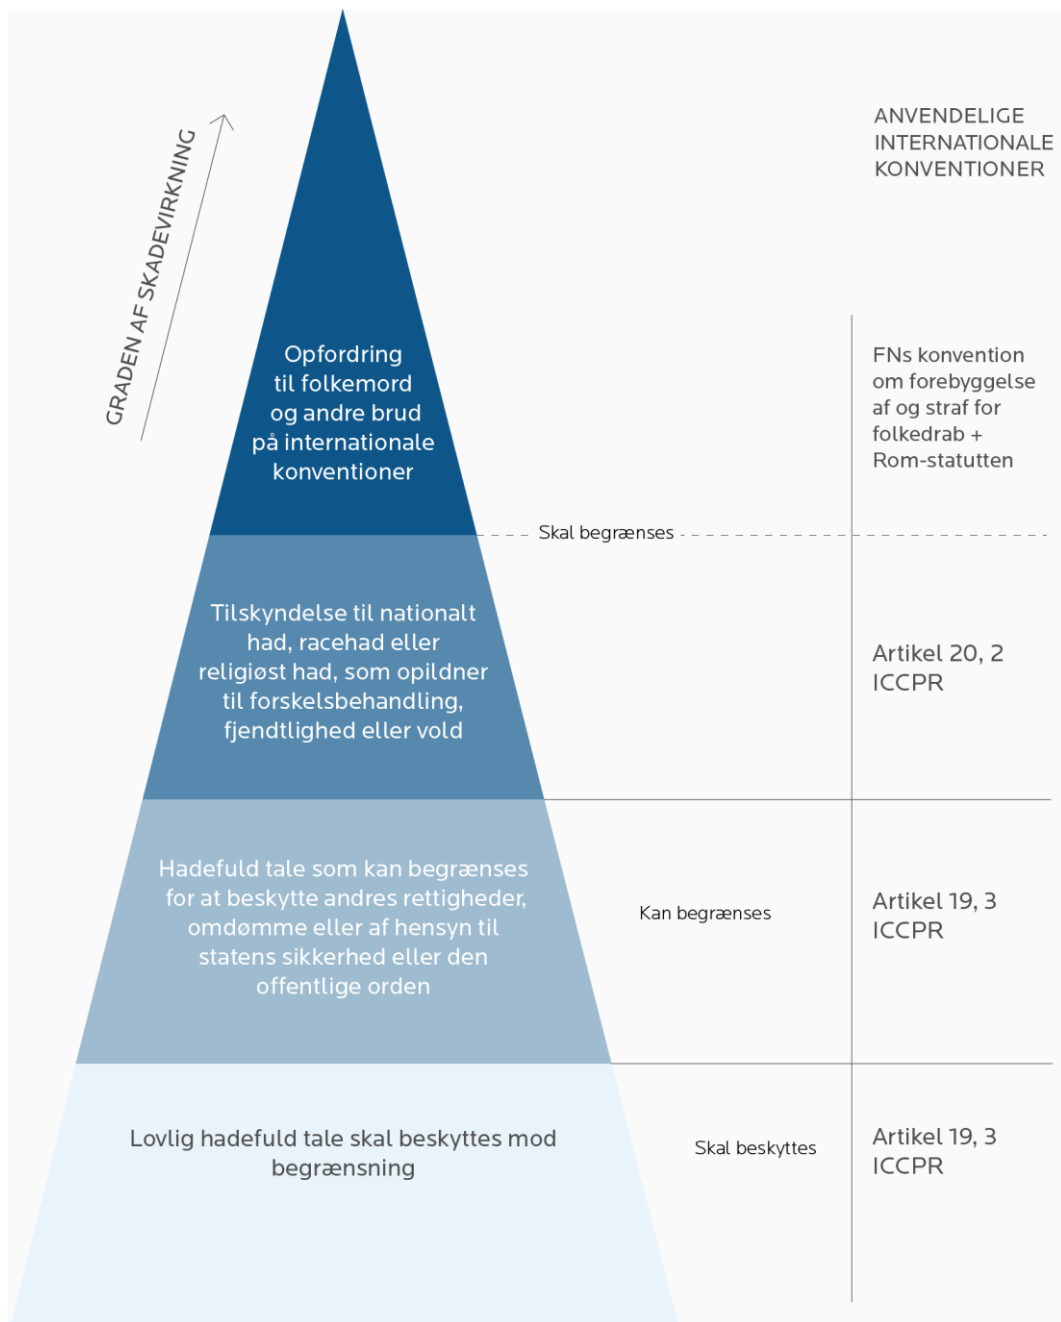 ANVENDELIGE
INTERNATIONALE
KONVENTIONER
GRADEN AF SKADEVIRKNING
Opfordring
til folkemord
og andre brud
på internationale
konventioner
FNs konvention
om forebyggelse
af og straf for
folkedrab +
Rom-statutten
Skal begrænses
Tilskyndelse til nationalt
had, racehad eller
religiøst had, som opildner
til forskelsbehandling,
fjendtlighed eller vold
Artikel 20, 2
ICCPR
Hadefuld tale som kan begrænses
for at beskytte andres rettigheder,
omdømme eller af hensyn til
statens sikkerhed eller den
offentlige orden
Kan begrænses
Artikel 19, 3
ICCPR
Lovlig hadefuld tale skal beskyttes mod
begrænsning
Skal beskyttes
Artikel 19, 3
ICCPR